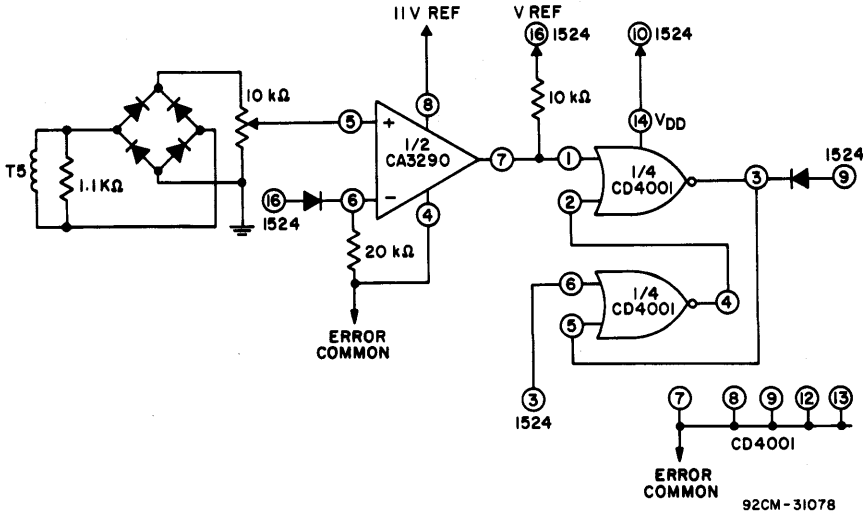 11 V REF
V REF
16 1524
10 1524
10 kΩ
10 kΩ
8
14 VDD
5
+
1/2
CA3290
7
1
1/4
CD4001
3
1524
9
T5
1.1KΩ
16
1524
6
−
4
2
20 kΩ
6
1/4
CD4001
4
5
ERROR
COMMON
3
1524
7
8
9
12
13
CD4001
ERROR
COMMON
92CM-31078